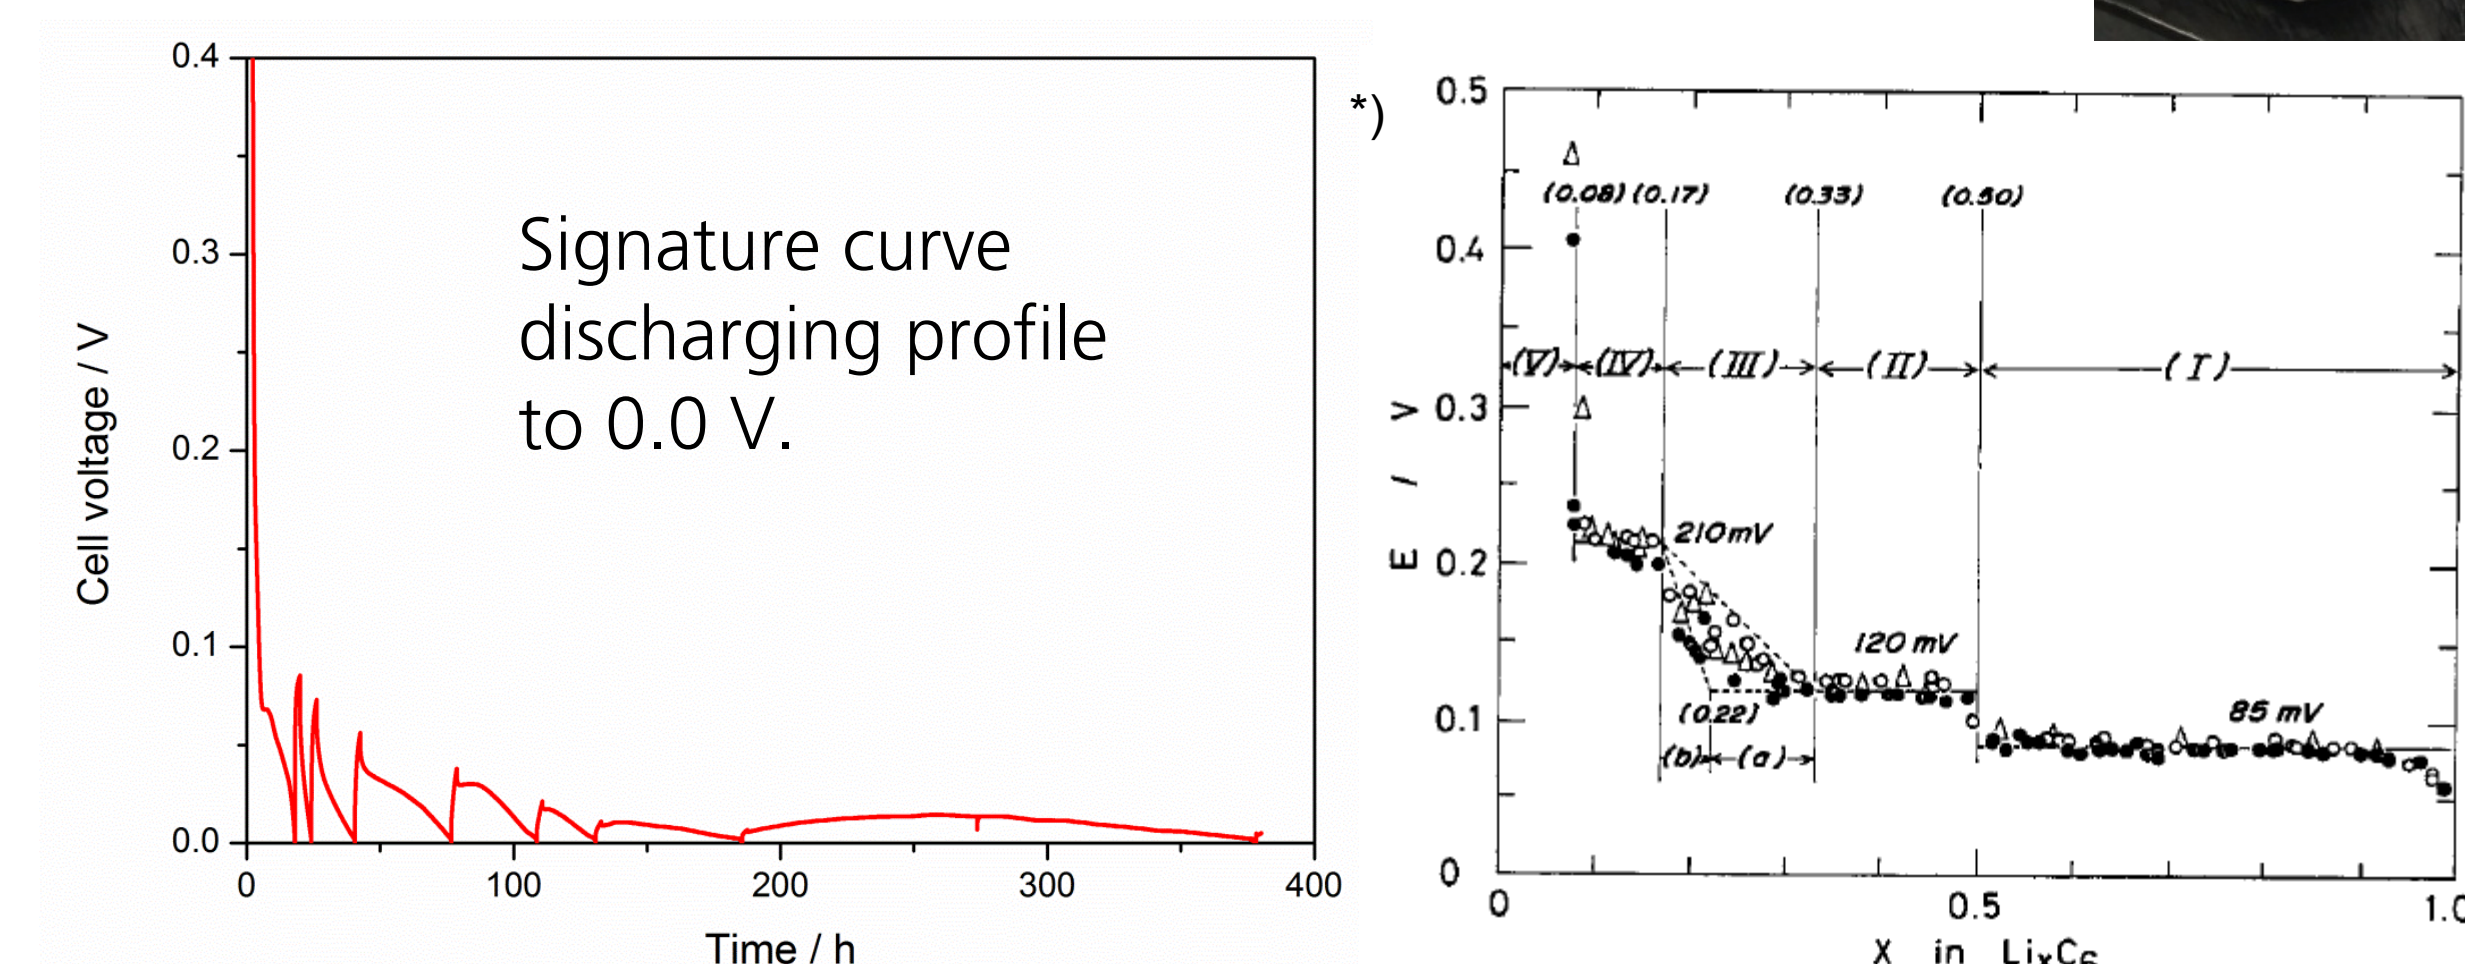 0.4
0.3
0.2
0.1
0.0
Cell voltage / V
Signature curve
discharging profile
to 0.0 V.
0
100
200
300
400
Time / h
*)
0.5
0.4
0.3
0.2
0.1
0
E / V
(0.08) (0.17) (0.33) (0.50)
(V) (IV) (III) (II) (I)
210mV
120 mV
(0.22)
85 mV
(b) (a)
0
0.5
1.0
X in LixC6